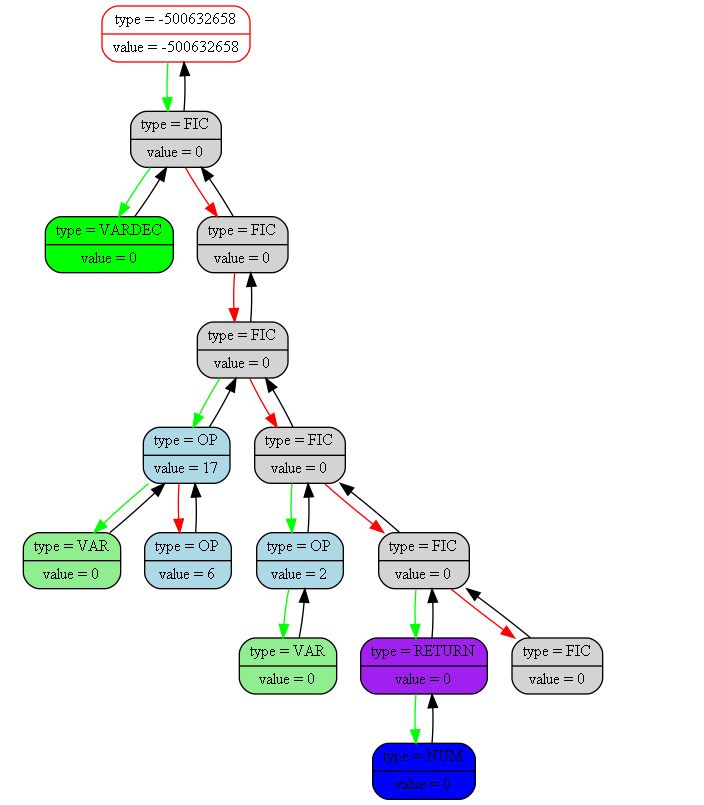 type = -500632658
value = -500632658
type = FIC
value = 0
type = VARDEC
value = 0
type = FIC
value = 0
type = FIC
value = 0
type = OP
value = 17
type = FIC
value = 0
type = VAR
value = 0
type = OP
value = 6
type = OP
value = 2
type = FIC
value = 0
type = VAR
value = 0
type = RETURN
value = 0
type = FIC
value = 0
type = NUM
value = 0